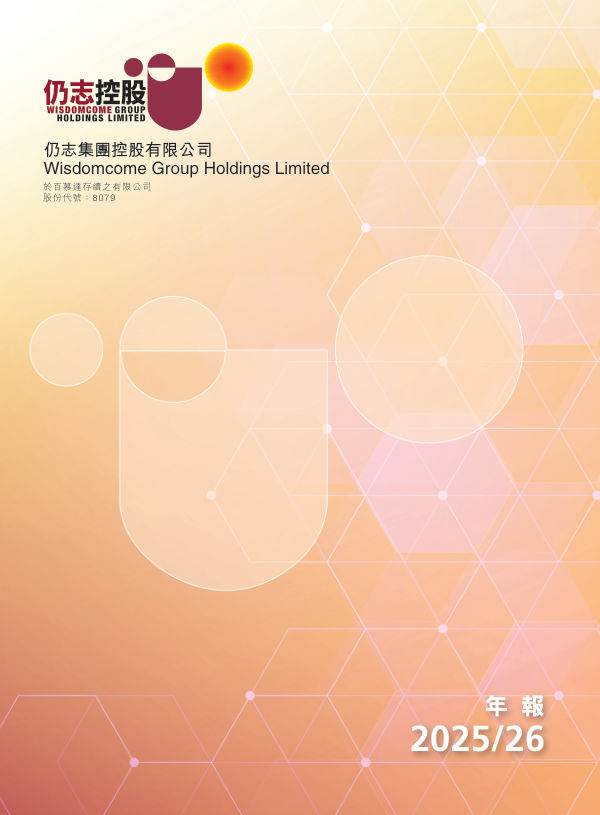 仍志控股
WISDOMCOME GROUP
HOLDINGS LIMITED
仍志集團控股有限公司
Wisdomcome Group Holdings Limited
於百慕達存續之有限公司
股份代號：8079
年 報
2025/26